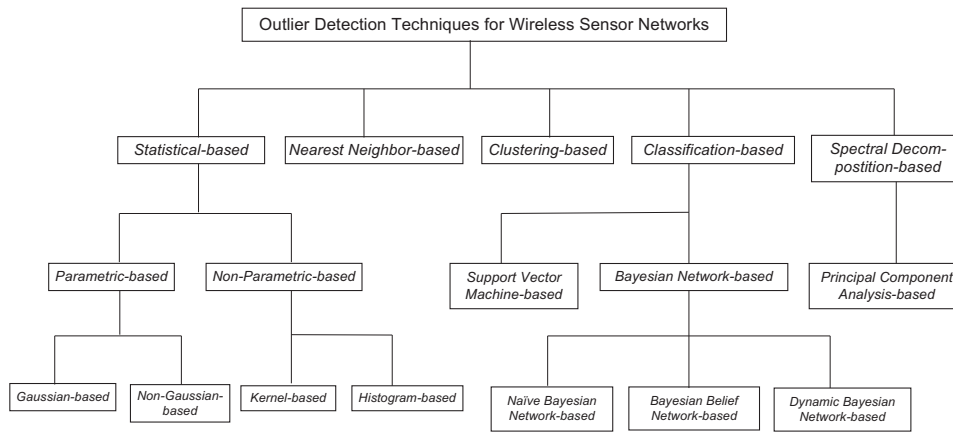 Outlier Detection Techniques for Wireless Sensor Networks
Statistical-based
Nearest Neighbor-based
Clustering-based
Classification-based
Spectral Decom-
postition-based
Parametric-based
Non-Parametric-based
Support Vector
Machine-based
Bayesian Network-based
Principal Component
Analysis-based
Gaussian-based
Non-Gaussian-
based
Kernel-based
Histogram-based
Naïve Bayesian
Network-based
Bayesian Belief
Network-based
Dynamic Bayesian
Network-based